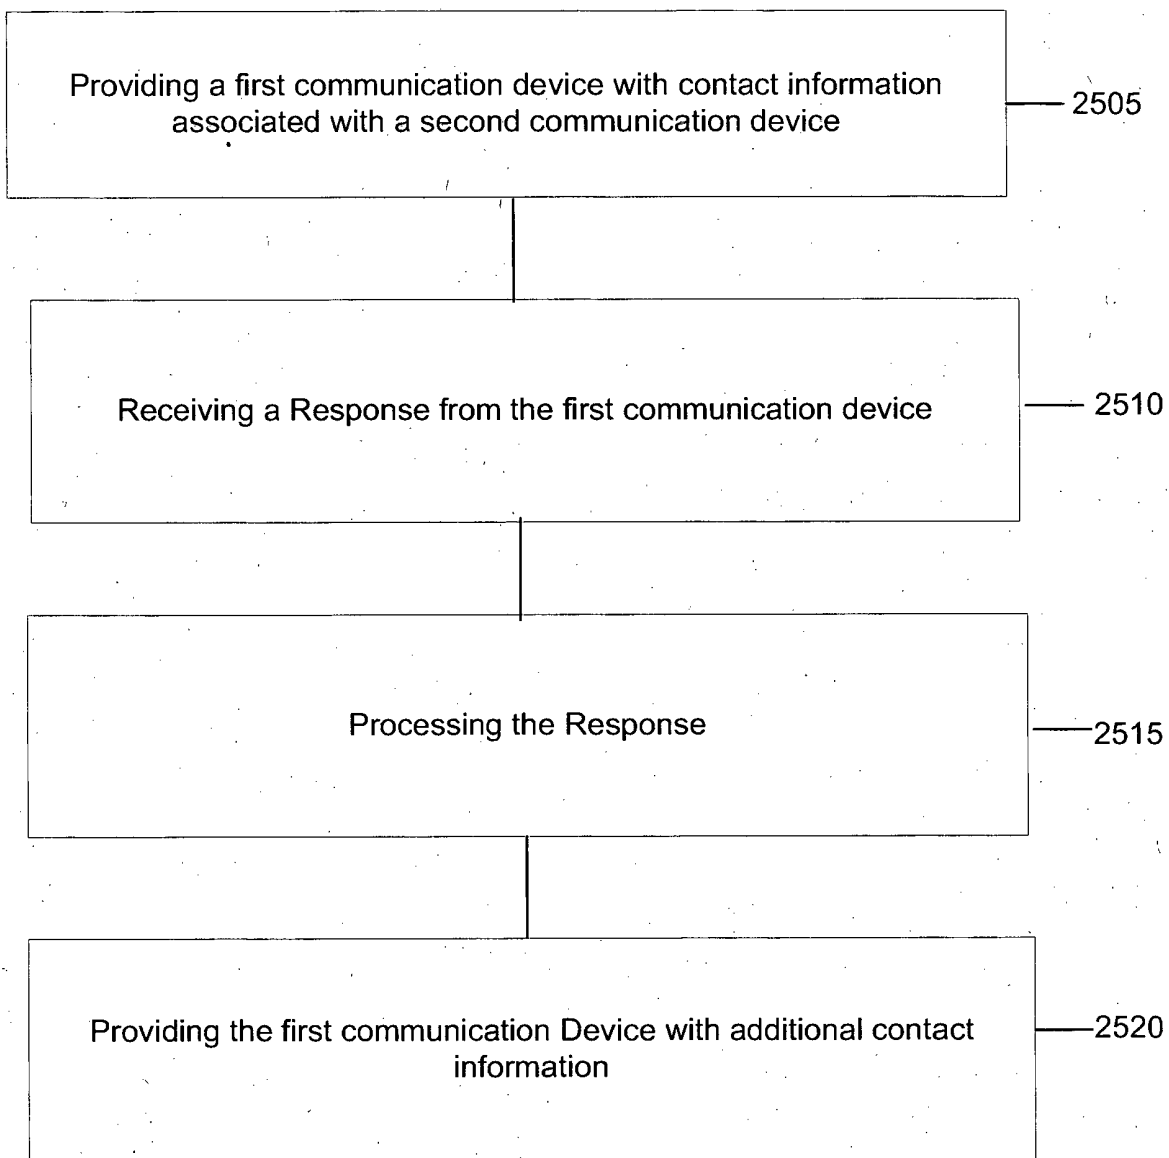 Providing a first communication device with contact information
associated with a second communication device
2505
Receiving a Response from the first communication device
2510
Processing the Response
2515
Providing the first communication Device with additional contact
information
2520